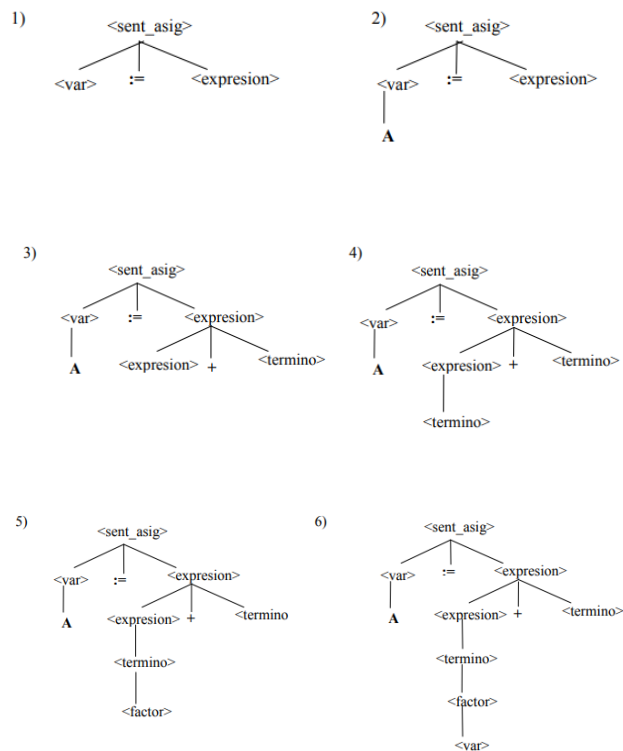 1) <sent_asig>
<var> := <expresion>
2) <sent_asig>
<var> := <expresion>
A
3) <sent_asig>
<var> := <expresion>
A <expresion> + <termino>
4) <sent_asig>
<var> := <expresion>
A <expresion> + <termino>
<termino>
5) <sent_asig>
<var> := <expresion>
A <expresion> + <termino
<termino>
<factor>
6) <sent_asig>
<var> := <expresion>
A <expresion> + <termino>
<termino>
<factor>
<var>